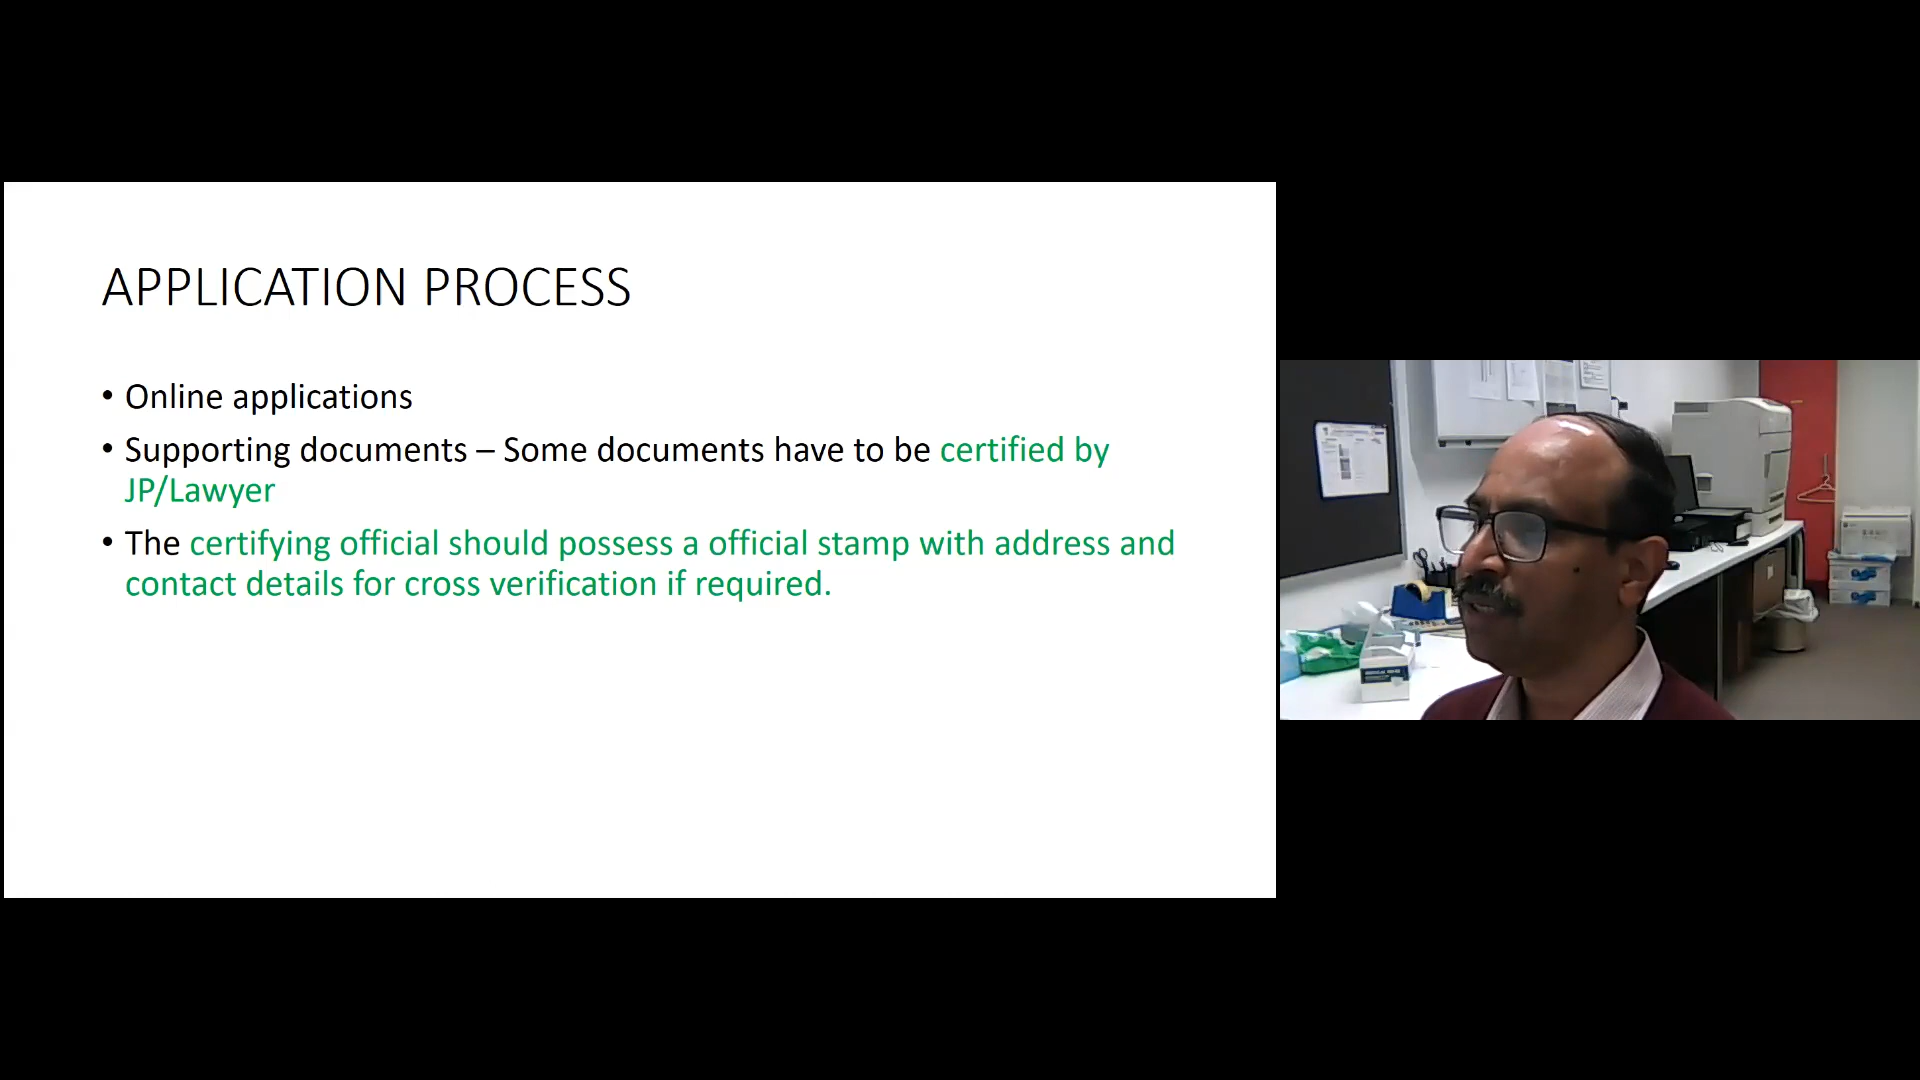 APPLICATION PROCESS
• Online applications
• Supporting documents – Some documents have to be certified by
JP/Lawyer
• The certifying official should possess a official stamp with address and
contact details for cross verification if required.